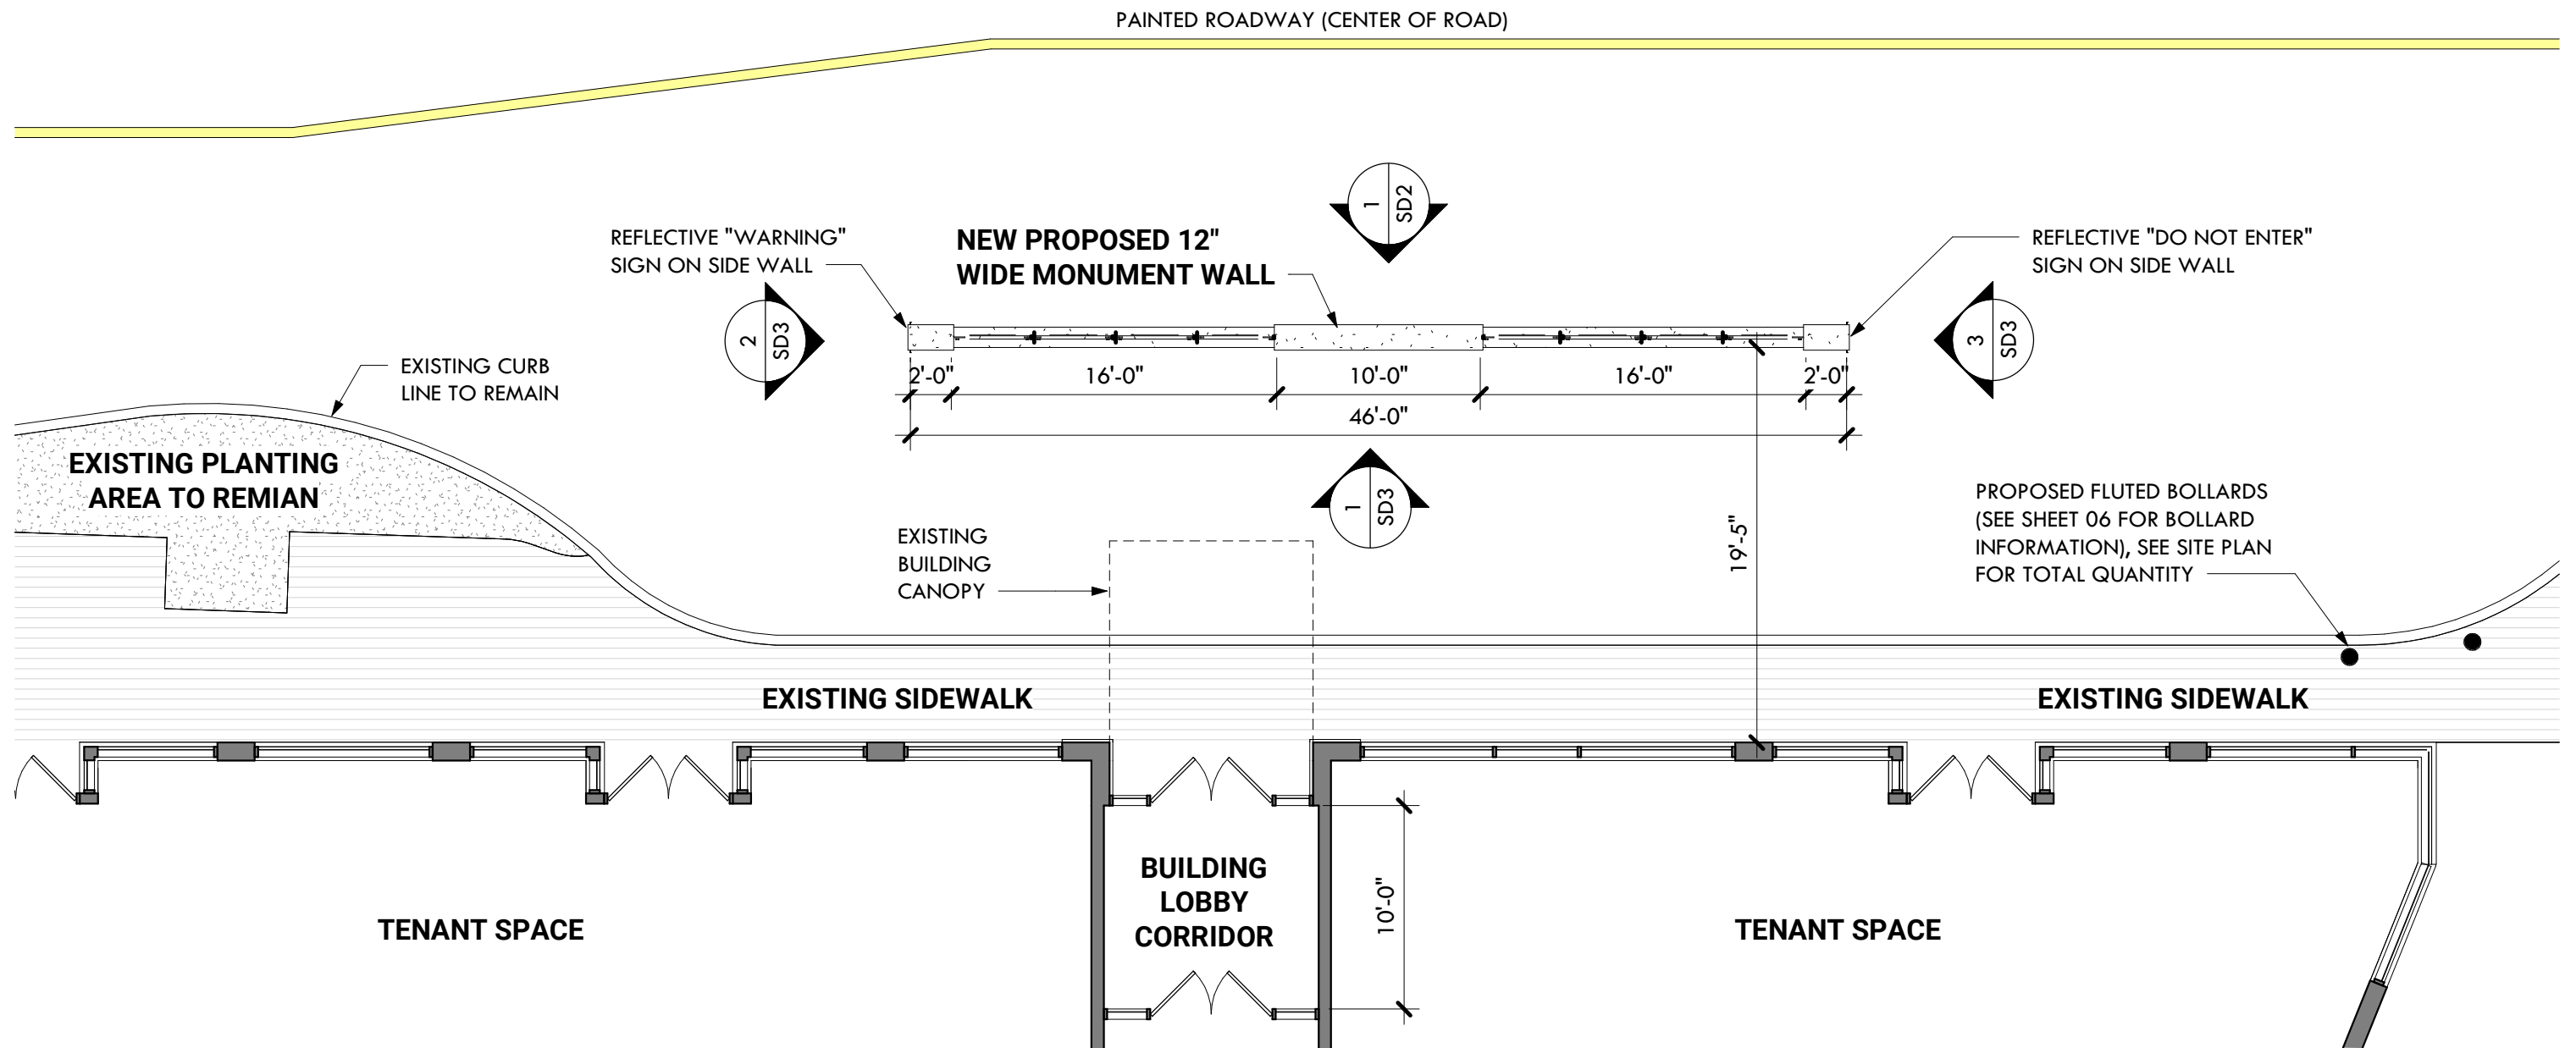 PAINTED ROADWAY (CENTER OF ROAD)
1
SD2
REFLECTIVE "WARNING"
SIGN ON SIDE WALL
NEW PROPOSED 12"
WIDE MONUMENT WALL
REFLECTIVE "DO NOT ENTER"
SIGN ON SIDE WALL
2
SD3
3
SD3
EXISTING CURB
LINE TO REMAIN
2'-0"
16'-0"
10'-0"
16'-0"
2'-0"
46'-0"
EXISTING PLANTING
AREA TO REMIAN
1
SD3
EXISTING
BUILDING
CANOPY
19'-5"
PROPOSED FLUTED BOLLARDS
(SEE SHEET 06 FOR BOLLARD
INFORMATION), SEE SITE PLAN
FOR TOTAL QUANTITY
EXISTING SIDEWALK
EXISTING SIDEWALK
BUILDING
LOBBY
CORRIDOR
10'-0"
TENANT SPACE
TENANT SPACE